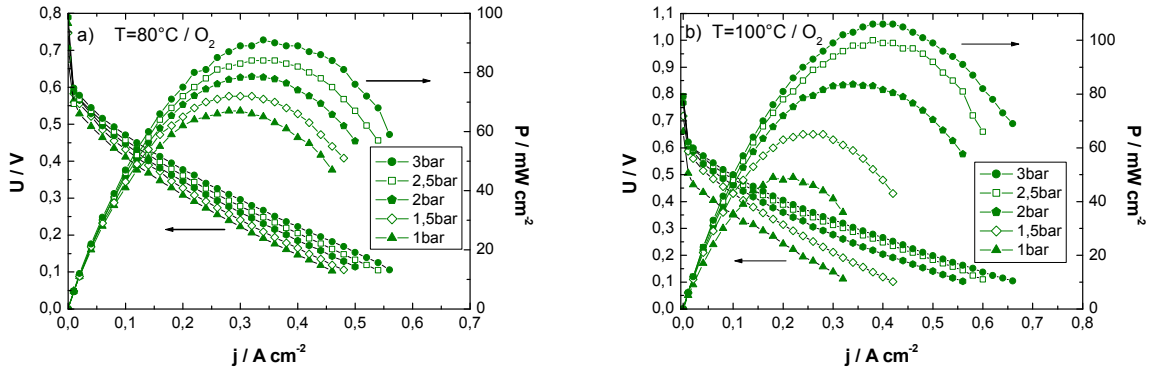 a) T=80°C / O2
U / V
0,8
0,7
0,6
0,5
0,4
0,3
0,2
0,1
0,0
0,0 0,1 0,2 0,3 0,4 0,5 0,6 0,7
j / A cm-2
100
80
60
40
20
0
P / mW cm-2
3bar
2,5bar
2bar
1,5bar
1bar
b) T=100°C / O2
U / V
1,1
1,0
0,9
0,8
0,7
0,6
0,5
0,4
0,3
0,2
0,1
0,0
0,0 0,1 0,2 0,3 0,4 0,5 0,6 0,7 0,8
j / A cm-2
100
80
60
40
20
0
P / mW cm-2
3bar
2,5bar
2bar
1,5bar
1bar